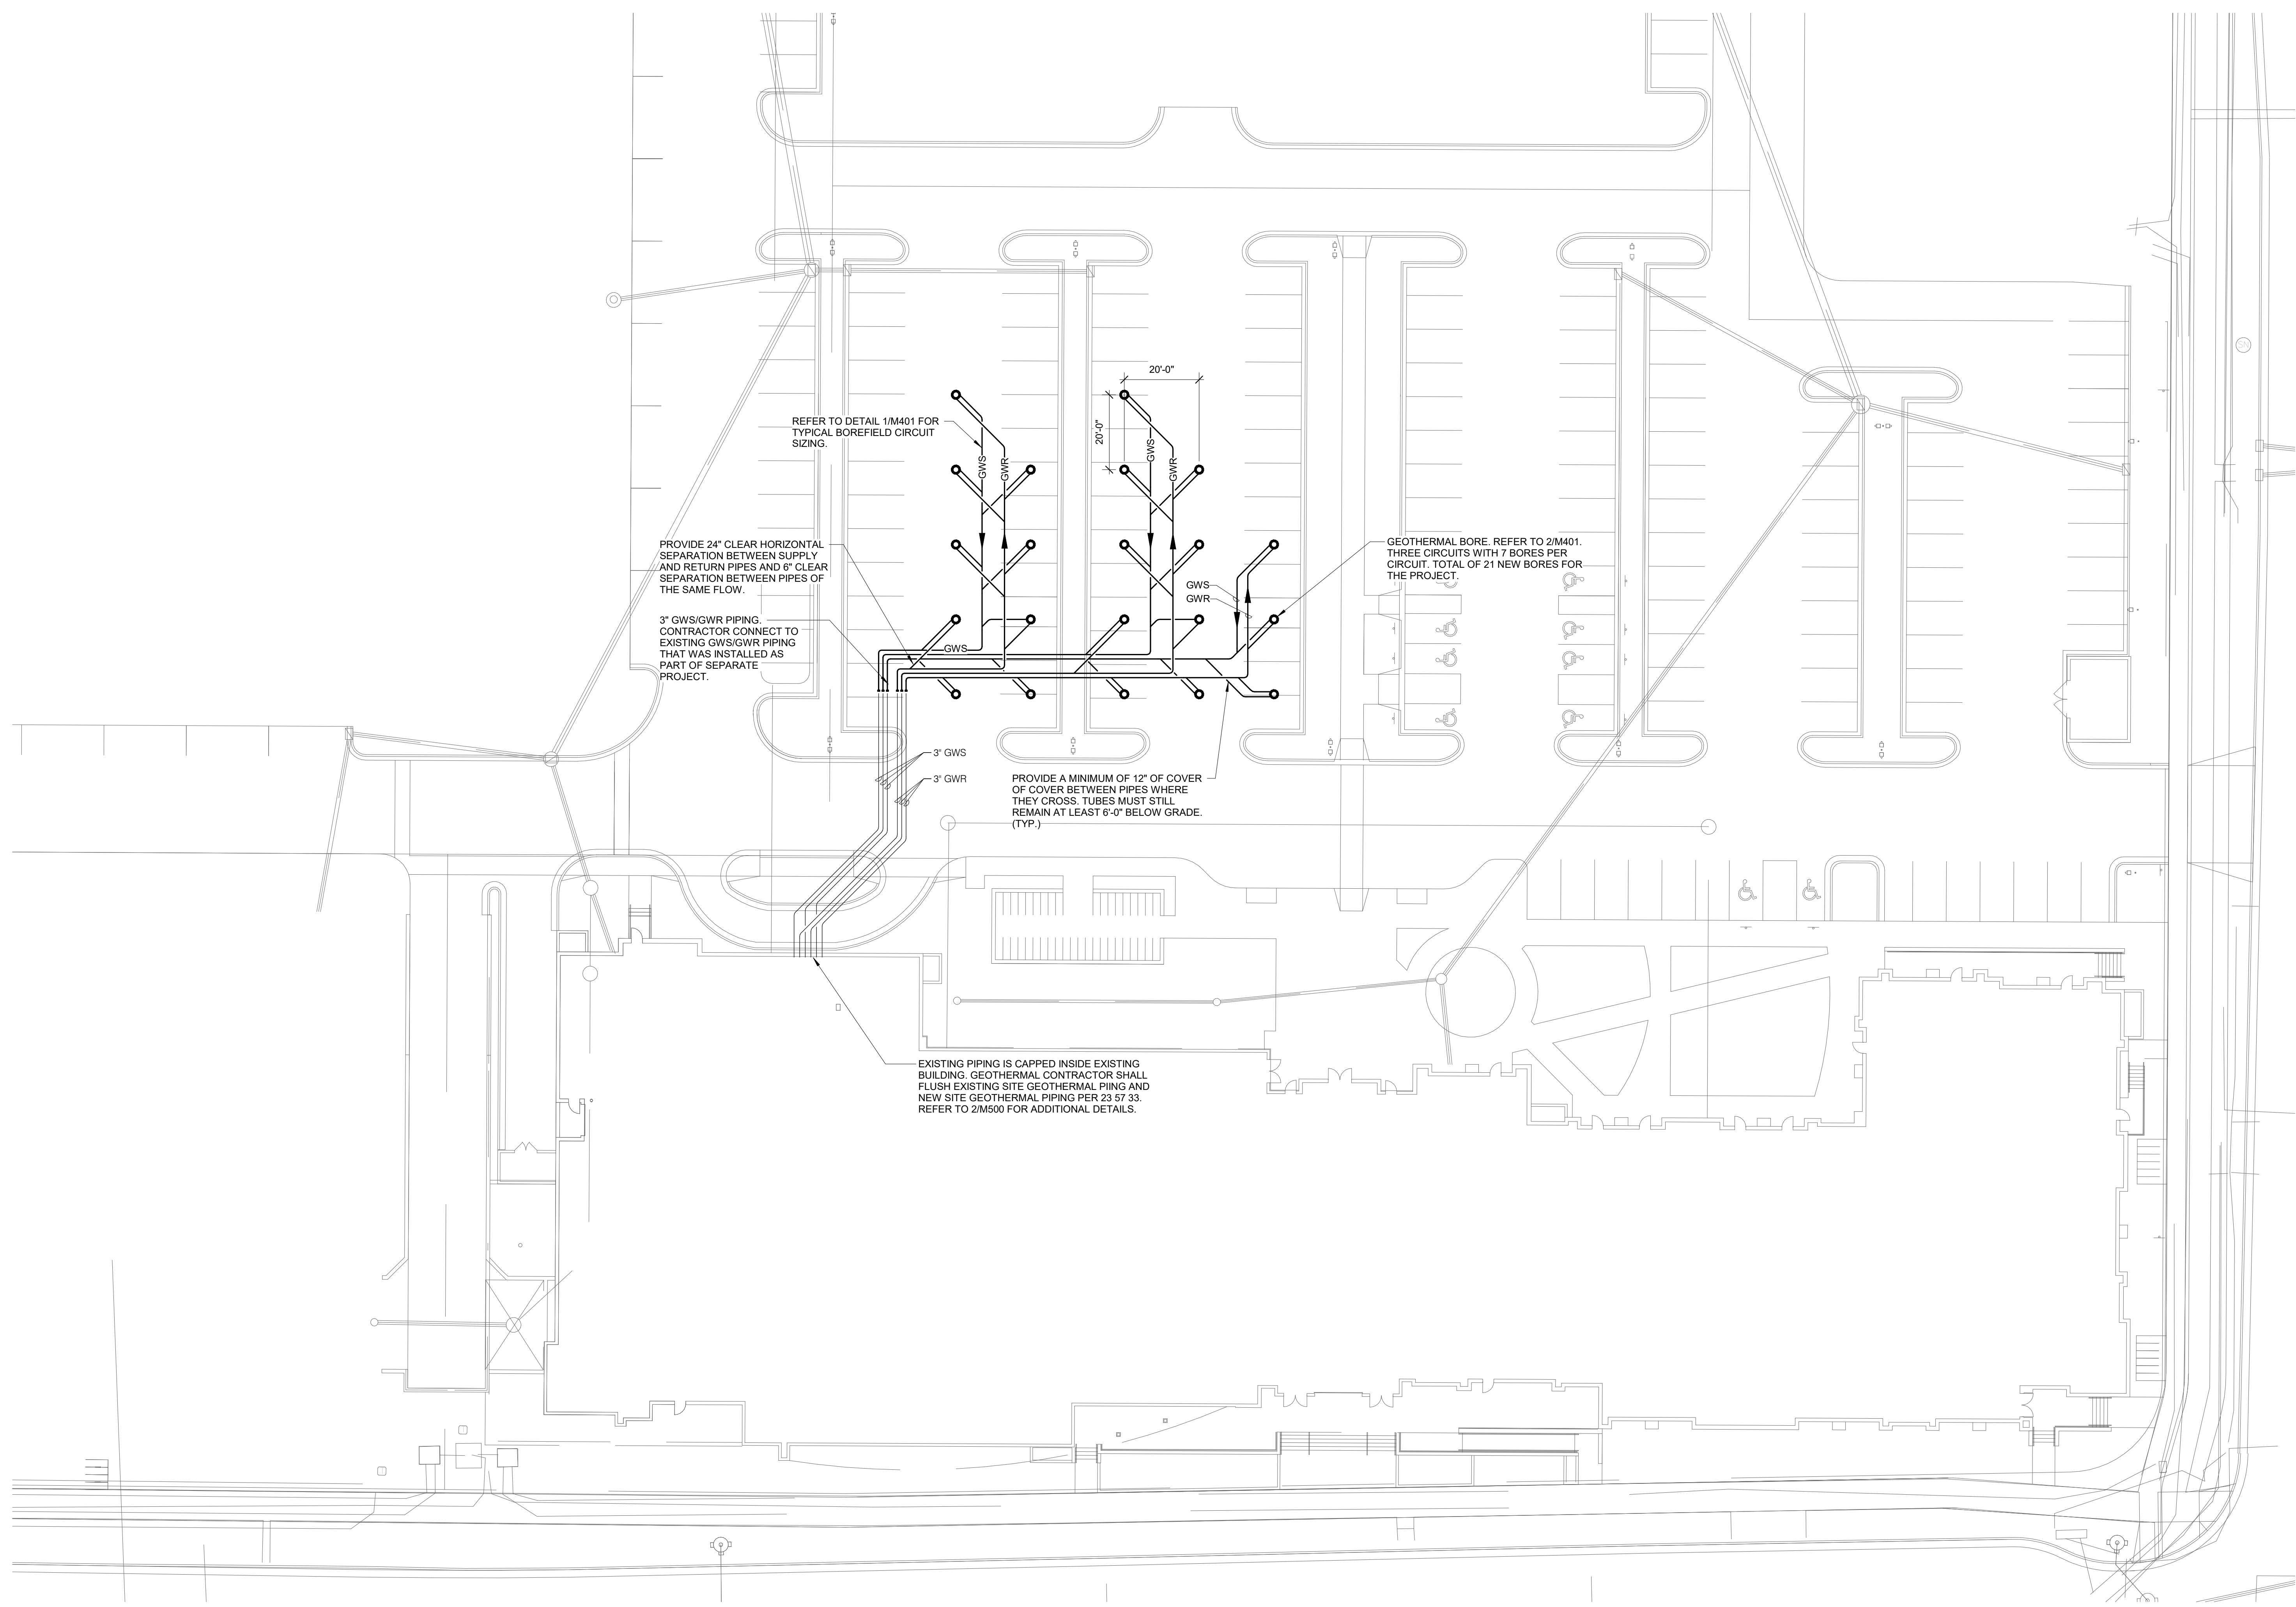 20'-0"
20'-0"
REFER TO DETAIL 1/M401 FOR
TYPICAL BOREFIELD CIRCUIT
SIZING.
GWS
GWR
GWS
GWR
PROVIDE 24" CLEAR HORIZONTAL
SEPARATION BETWEEN SUPPLY
AND RETURN PIPES AND 6" CLEAR
SEPARATION BETWEEN PIPES OF
THE SAME FLOW.
GEOTHERMAL BORE. REFER TO 2/M401.
THREE CIRCUITS WITH 7 BORES PER
CIRCUIT. TOTAL OF 21 NEW BORES FOR
THE PROJECT.
GWS
GWR
3" GWS/GWR PIPING.
CONTRACTOR CONNECT TO
EXISTING GWS/GWR PIPING
THAT WAS INSTALLED AS
PART OF SEPARATE
PROJECT.
GWS
3" GWS
3" GWR
PROVIDE A MINIMUM OF 12" OF COVER
OF COVER BETWEEN PIPES WHERE
THEY CROSS. TUBES MUST STILL
REMAIN AT LEAST 6'-0" BELOW GRADE.
(TYP.)
EXISTING PIPING IS CAPPED INSIDE EXISTING
BUILDING. GEOTHERMAL CONTRACTOR SHALL
FLUSH EXISTING SITE GEOTHERMAL PIING AND
NEW SITE GEOTHERMAL PIPING PER 23 57 33.
REFER TO 2/M500 FOR ADDITIONAL DETAILS.